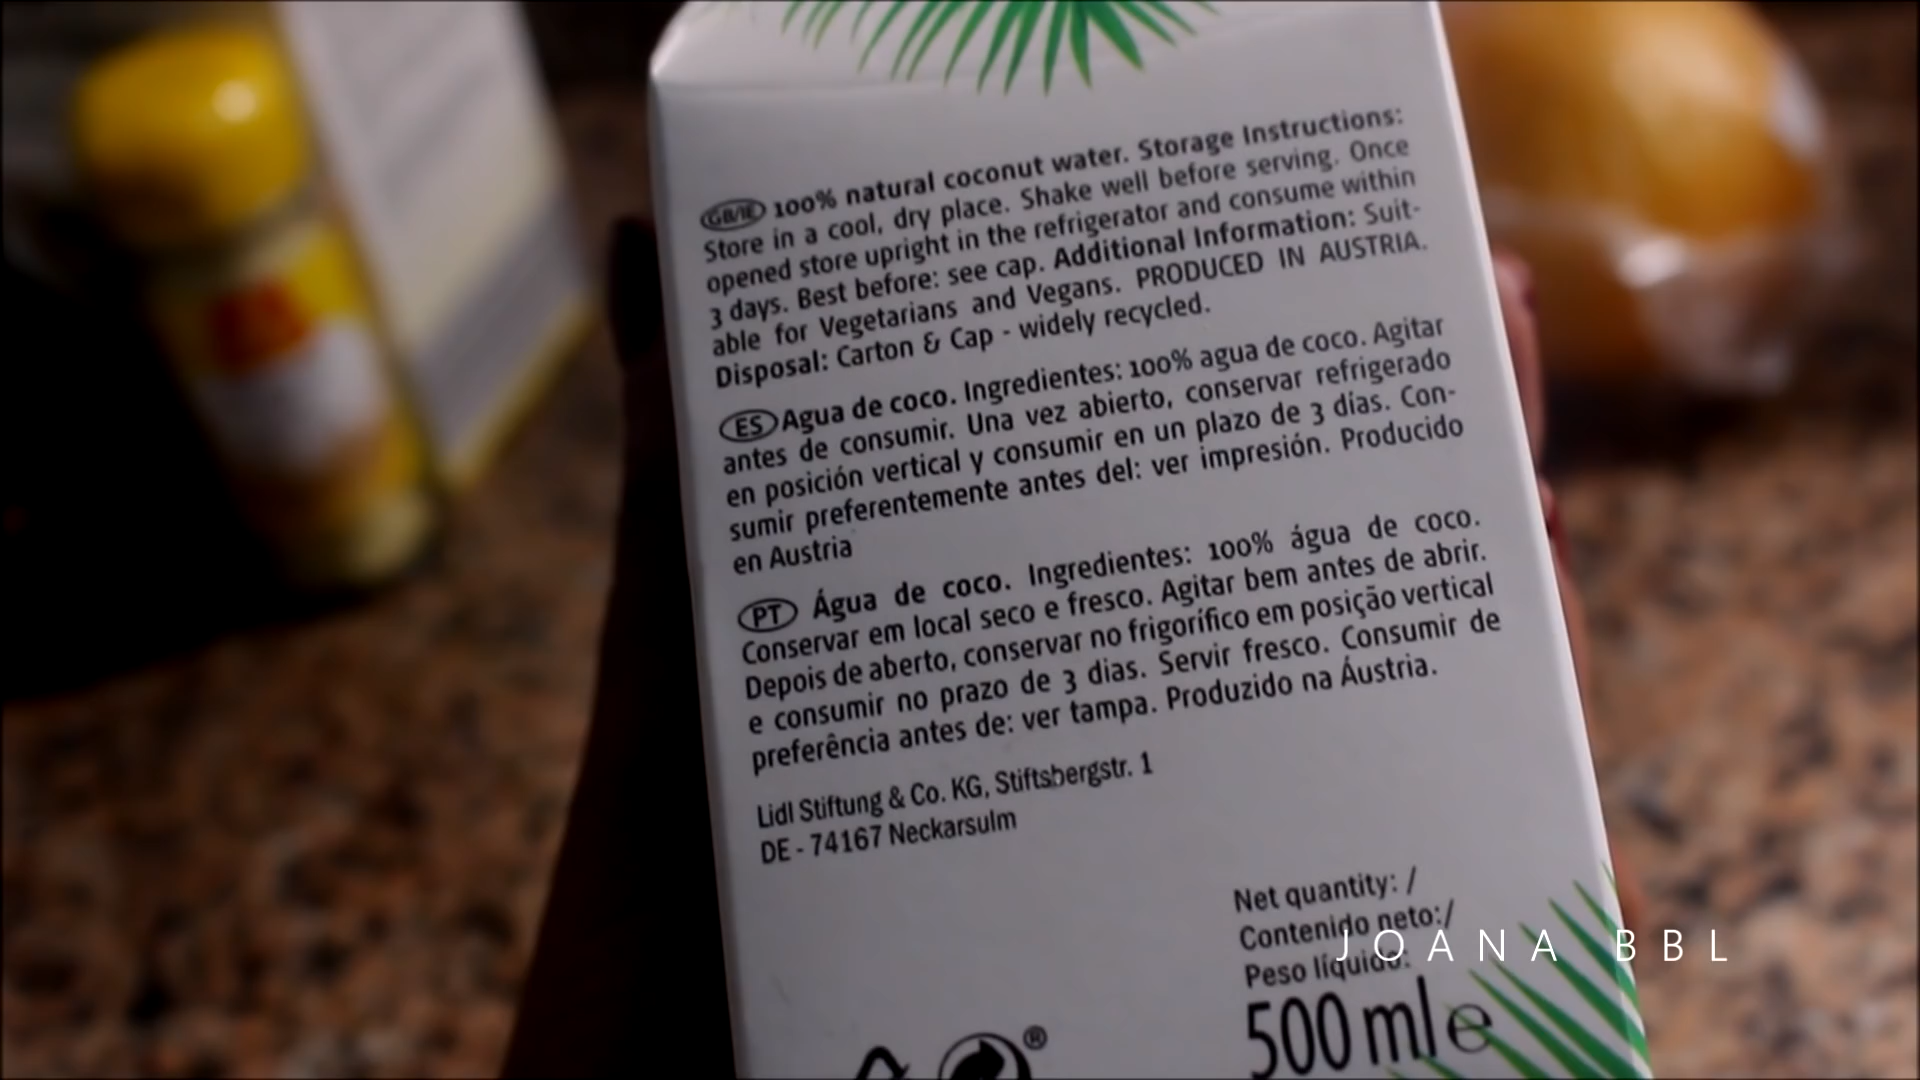 GB/IE 100% natural coconut water. Storage Instructions:
Store in a cool, dry place. Shake well before serving. Once
opened store upright in the refrigerator and consume within
3 days. Best before: see cap. Additional Information: Suit-
able for Vegetarians and Vegans. PRODUCED IN AUSTRIA.
Disposal: Carton & Cap - widely recycled.
ES Agua de coco. Ingredientes: 100% agua de coco. Agitar
antes de consumir. Una vez abierto, conservar refrigerado
en posición vertical y consumir en un plazo de 3 días. Con-
sumir preferentemente antes del: ver impresión. Producido
en Austria
PT Água de coco. Ingredientes: 100% água de coco.
Conservar em local seco e fresco. Agitar bem antes de abrir.
Depois de aberto, conservar no frigorífico em posição vertical
e consumir no prazo de 3 dias. Servir fresco. Consumir de
preferência antes de: ver tampa. Produzido na Áustria.
Lidl Stiftung & Co. KG, Stiftsbergstr. 1
DE - 74167 Neckarsulm
Net quantity: /
Contenido neto:/
Peso líquido:
500 ml e
®
JOANA BBL